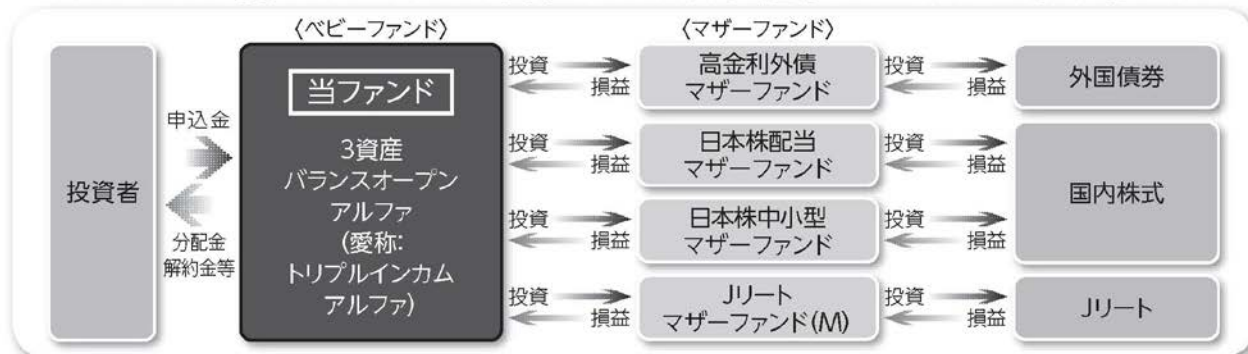 〈ベビーファンド〉
〈マザーファンド〉
投資者
申込金
分配金
解約金等
当ファンド
3資産
バランスオープン
アルファ
(愛称:
トリプルインカム
アルファ)
投資
損益
高金利外債
マザーファンド
投資
損益
外国債券
投資
損益
日本株配当
マザーファンド
投資
損益
国内株式
投資
損益
日本株中小型
マザーファンド
投資
損益
投資
損益
Jリート
マザーファンド(M)
投資
損益
Jリート